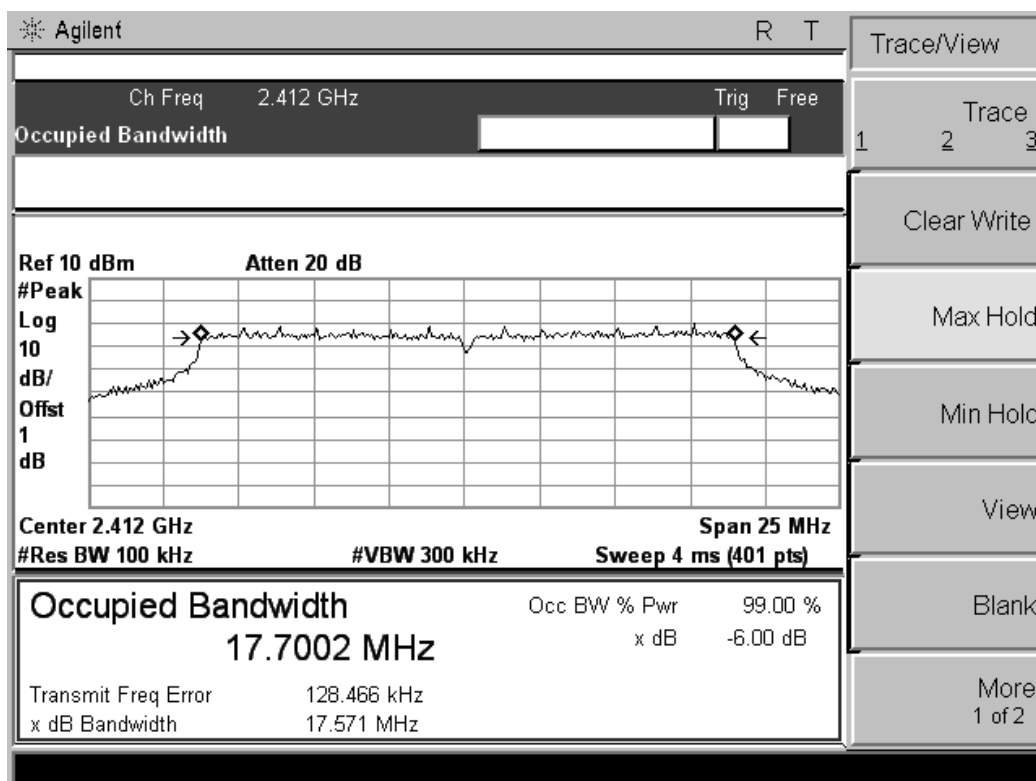 Agilent R T
Ch Freq 2.412 GHz Trig Free
Occupied Bandwidth
Ref 10 dBm Atten 20 dB
#Peak
Log
10
dB/
Offst
1
dB
Center 2.412 GHz Span 25 MHz
#Res BW 100 kHz #VBW 300 kHz Sweep 4 ms (401 pts)
Occupied Bandwidth
17.7002 MHz
Occ BW % Pwr 99.00 %
x dB -6.00 dB
Transmit Freq Error 128.466 kHz
x dB Bandwidth 17.571 MHz
Trace/View
Trace
1 2 3
Clear Write
Max Hold
Min Hold
View
Blank
More
1 of 2